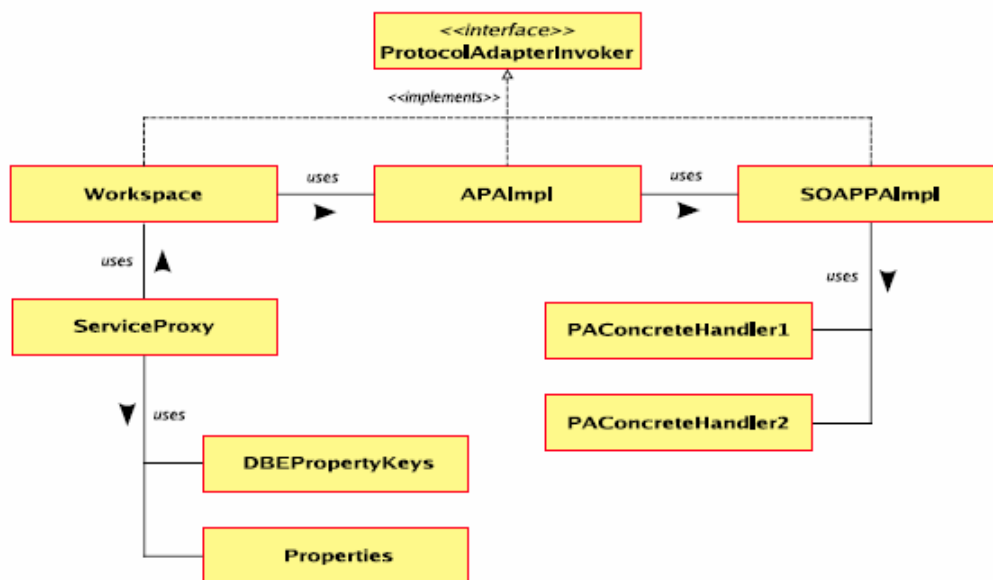 <<interface>>
ProtocolAdapterInvoker
<<implements>>
Workspace
uses
APAImpl
uses
SOAPPAImpl
uses
uses
ServiceProxy
PAConcreteHandler1
uses
PAConcreteHandler2
DBEPropertyKeys
Properties